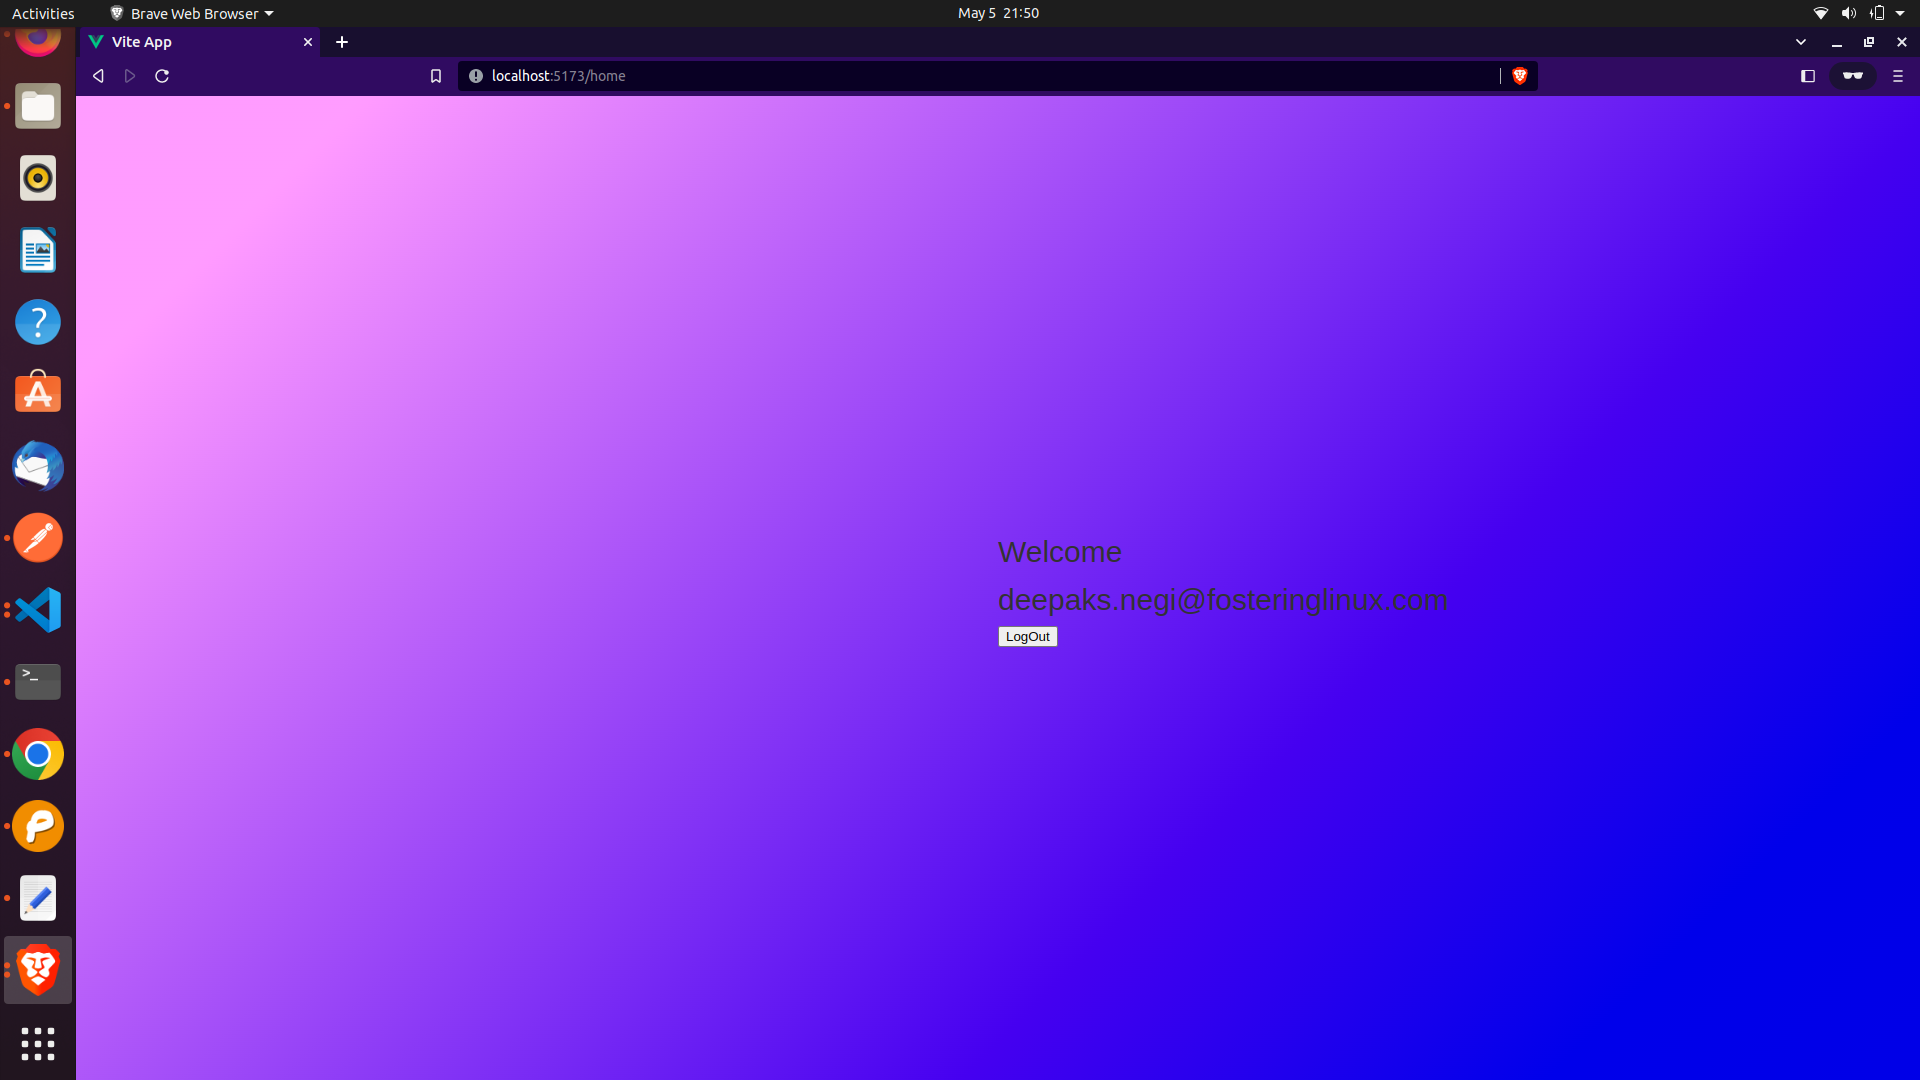 Activities
Brave Web Browser
May 5 21:50
Vite App
localhost:5173/home
Welcome
deepaks.negi@fosteringlinux.com
LogOut